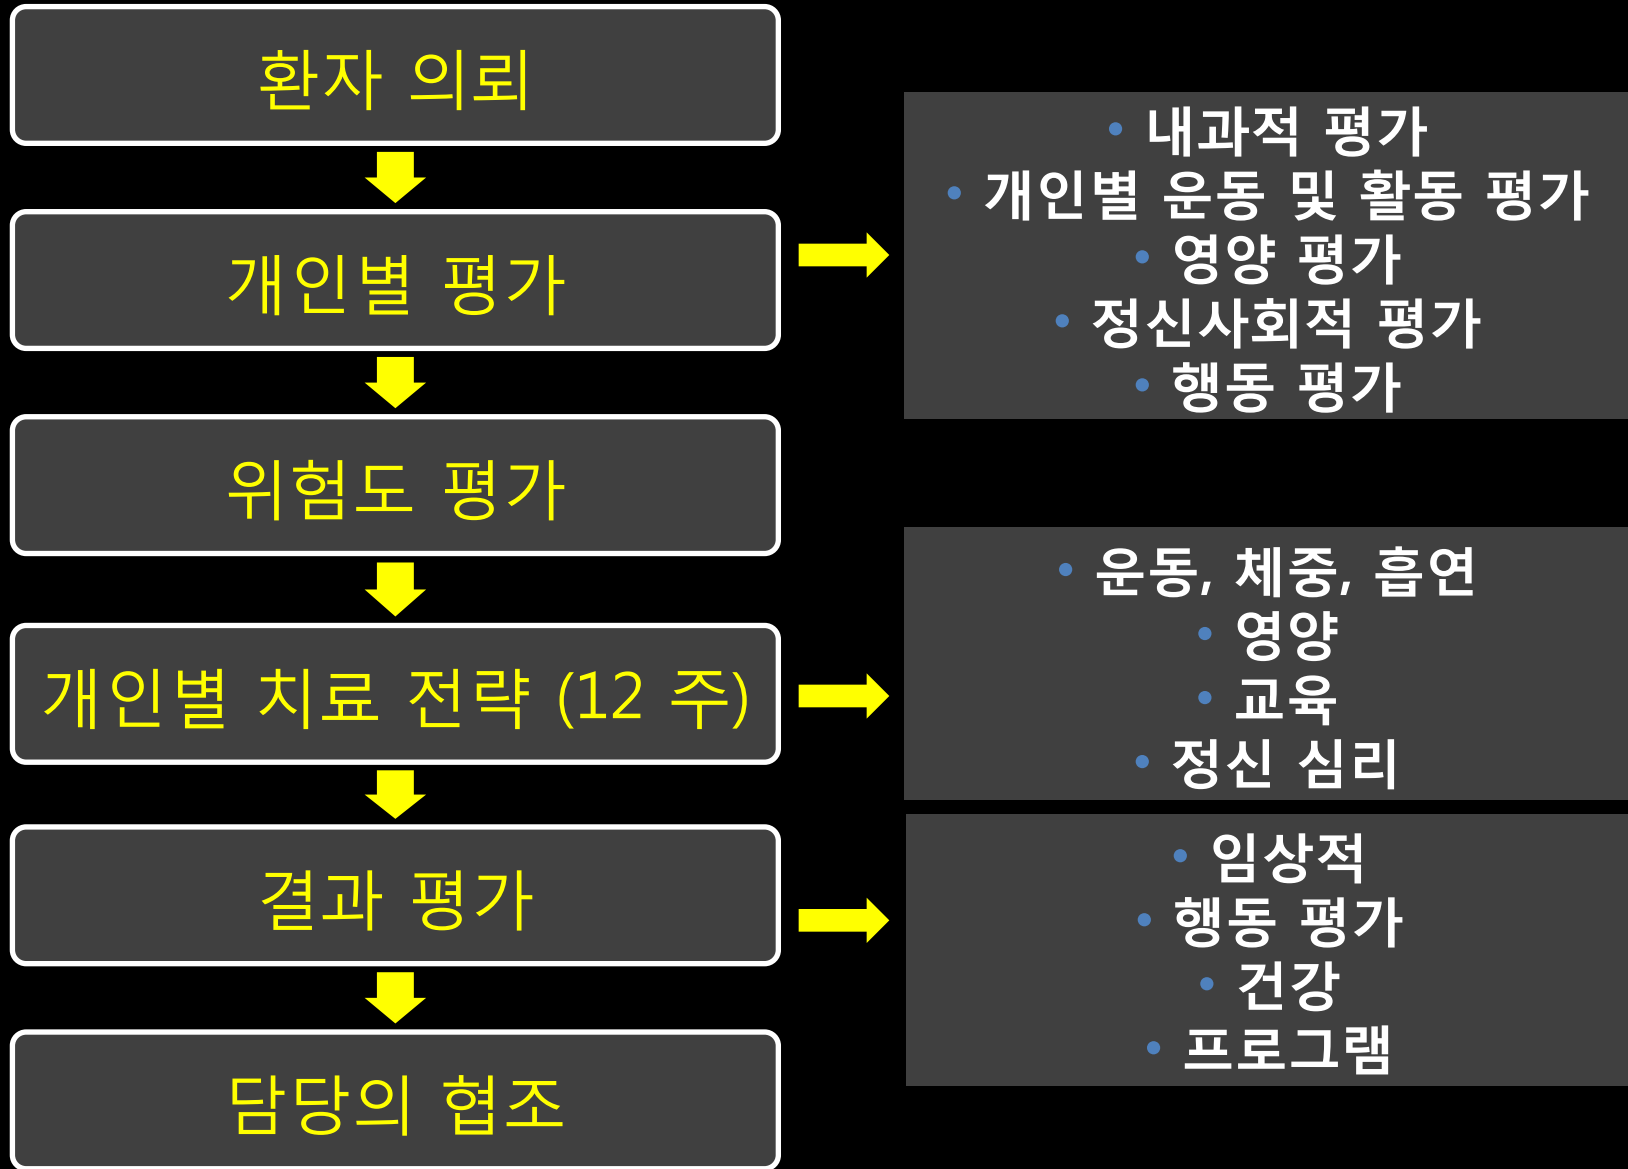 환자 의뢰
개인별 평가
• 내과적 평가
• 개인별 운동 및 활동 평가
• 영양 평가
• 정신사회적 평가
• 행동 평가
위험도 평가
개인별 치료 전략 (12 주)
• 운동, 체중, 흡연
• 영양
• 교육
• 정신 심리
결과 평가
• 임상적
• 행동 평가
• 건강
• 프로그램
담당의 협조